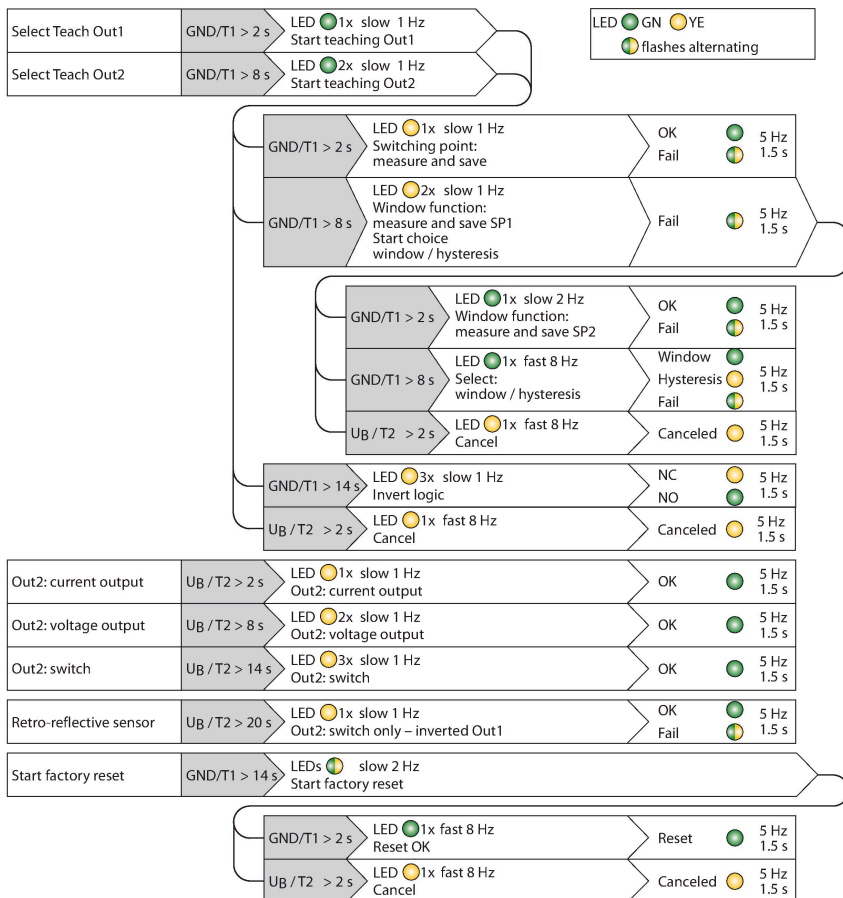 LED GN YE
flashes alternating
Select Teach Out1 GND/T1 > 2 s LED 1x slow 1 Hz
Start teaching Out1
Select Teach Out2 GND/T1 > 8 s LED 2x slow 1 Hz
Start teaching Out2
GND/T1 > 2 s LED 1x slow 1 Hz
Switching point:
measure and save
OK
Fail
5 Hz
1.5 s
GND/T1 > 8 s LED 2x slow 1 Hz
Window function:
measure and save SP1
Start choice
window / hysteresis
Fail
5 Hz
1.5 s
GND/T1 > 2 s LED 1x slow 2 Hz
Window function:
measure and save SP2
OK
Fail
5 Hz
1.5 s
GND/T1 > 8 s LED 1x fast 8 Hz
Select:
window / hysteresis
Window
Hysteresis
Fail
5 Hz
1.5 s
UB / T2 > 2 s LED 1x fast 8 Hz
Cancel
Canceled
5 Hz
1.5 s
GND/T1 > 14 s LED 3x slow 1 Hz
Invert logic
NC
NO
5 Hz
1.5 s
UB / T2 > 2 s LED 1x fast 8 Hz
Cancel
Canceled
5 Hz
1.5 s
Out2: current output UB / T2 > 2 s LED 1x slow 1 Hz
Out2: current output
OK
5 Hz
1.5 s
Out2: voltage output UB / T2 > 8 s LED 2x slow 1 Hz
Out2: voltage output
OK
5 Hz
1.5 s
Out2: switch UB / T2 > 14 s LED 3x slow 1 Hz
Out2: switch
OK
5 Hz
1.5 s
Retro-reflective sensor UB / T2 > 20 s LED 1x slow 1 Hz
Out2: switch only – inverted Out1
OK
Fail
5 Hz
1.5 s
Start factory reset GND/T1 > 14 s LEDs slow 2 Hz
Start factory reset
GND/T1 > 2 s LED 1x fast 8 Hz
Reset OK
Reset
5 Hz
1.5 s
UB / T2 > 2 s LED 1x fast 8 Hz
Cancel
Canceled
5 Hz
1.5 s